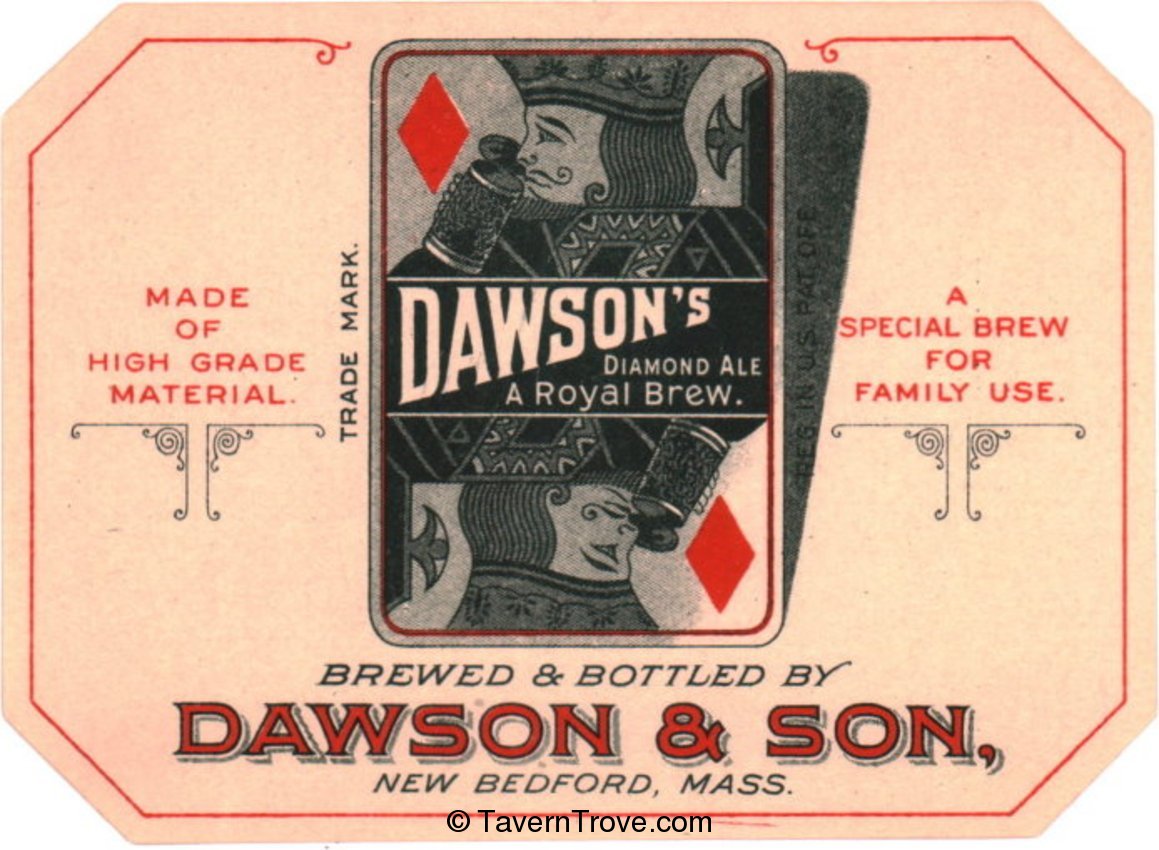 MADE
OF
HIGH GRADE
MATERIAL.
TRADE MARK.
DAWSON'S
DIAMOND ALE
A Royal Brew.
REG. IN U.S. PAT. OFF.
A
SPECIAL BREW
FOR
FAMILY USE.
BREWED & BOTTLED BY
DAWSON & SON,
NEW BEDFORD, MASS.
© TavernTrove.com